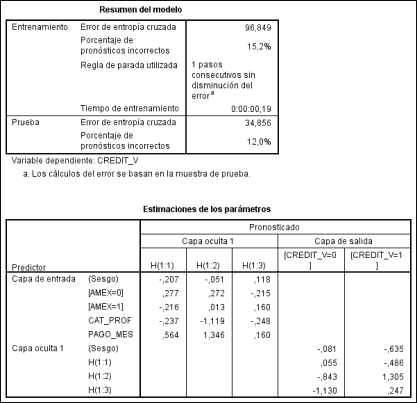 Resumen del modelo
Entrenamiento Error de entropía cruzada 96,849
Porcentaje de pronósticos incorrectos 15,2%
Regla de parada utilizada 1 pasos consecutivos sin disminución del error a
Tiempo de entrenamiento 0:00:00,19
Prueba Error de entropía cruzada 34,856
Porcentaje de pronósticos incorrectos 12,0%
Variable dependiente: CREDIT_V
a. Los cálculos del error se basan en la muestra de prueba.
Estimaciones de los parámetros
Pronosticado
Capa oculta 1 Capa de salida
Predictor H(1:1) H(1:2) H(1:3) [CREDIT_V=0] [CREDIT_V=1]
Capa de entrada (Sesgo) -,207 -,051 ,118
[AMEX=0] ,277 ,272 -,215
[AMEX=1] -,216 ,013 ,160
CAT_PROF -,237 -1,119 -,248
PAGO_MES ,564 1,346 ,160
Capa oculta 1 (Sesgo) -,081 -,635
H(1:1) ,055 -,486
H(1:2) -,843 1,305
H(1:3) -1,130 ,247